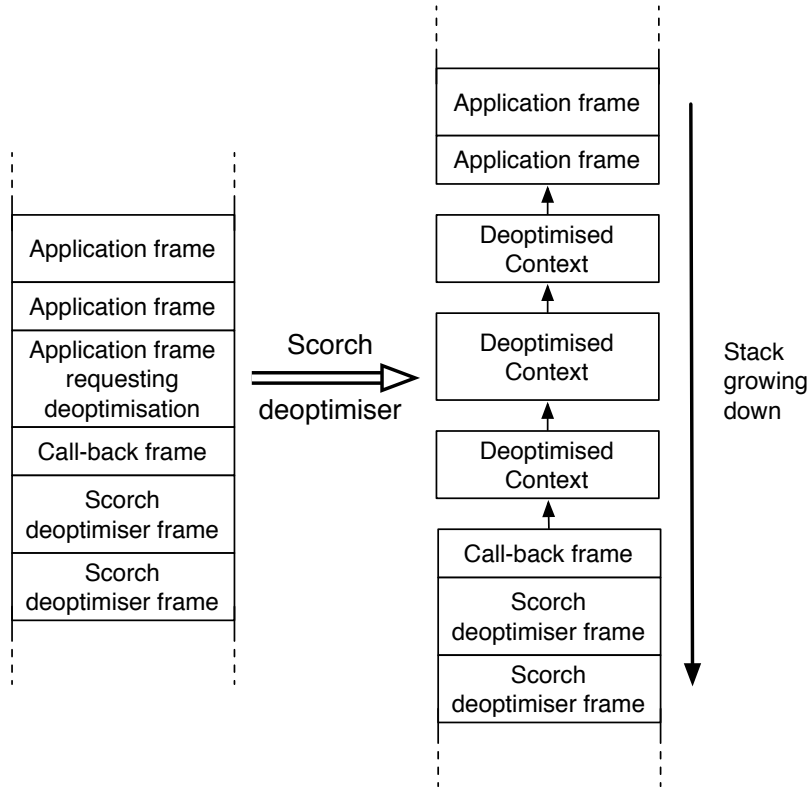 Application frame
Application frame
Application frame
requesting
deoptimisation
Call-back frame
Scorch
deoptimiser frame
Scorch
deoptimiser frame
Scorch
deoptimiser
Application frame
Application frame
Deoptimised
Context
Deoptimised
Context
Deoptimised
Context
Call-back frame
Scorch
deoptimiser frame
Scorch
deoptimiser frame
Stack
growing
down